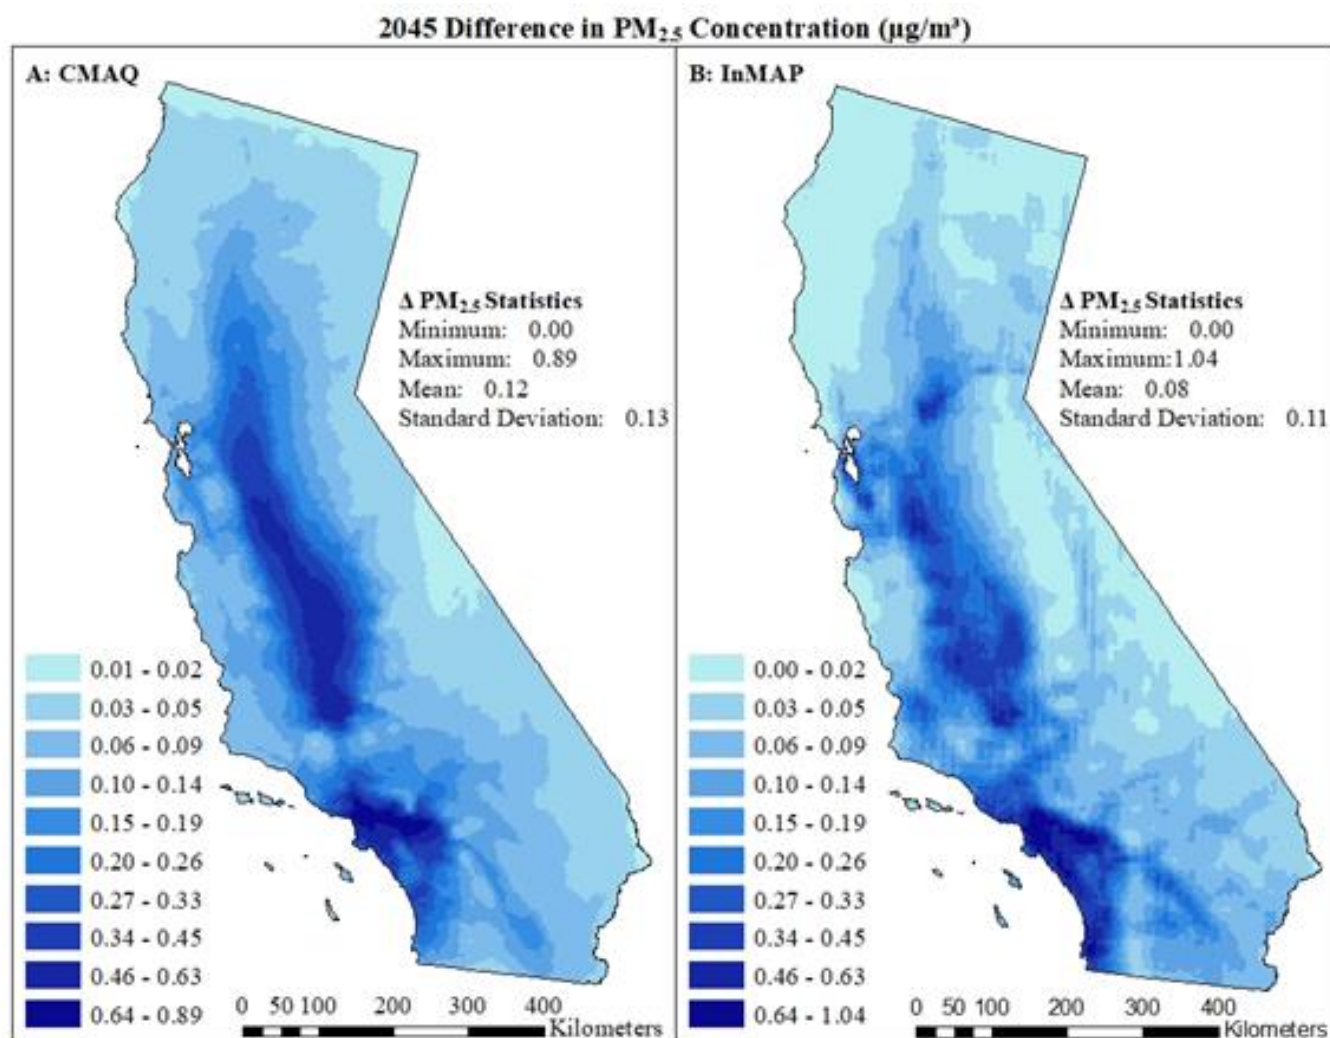 2045 Difference in PM₂.₅ Concentration (µg/m³)
A: CMAQ
Δ PM₂.₅ Statistics
Minimum: 0.00
Maximum: 0.89
Mean: 0.12
Standard Deviation: 0.13
0.01 - 0.02
0.03 - 0.05
0.06 - 0.09
0.10 - 0.14
0.15 - 0.19
0.20 - 0.26
0.27 - 0.33
0.34 - 0.45
0.46 - 0.63
0.64 - 0.89
0 50 100 200 300 400
Kilometers
B: InMAP
Δ PM₂.₅ Statistics
Minimum: 0.00
Maximum:1.04
Mean: 0.08
Standard Deviation: 0.11
0.00 - 0.02
0.03 - 0.05
0.06 - 0.09
0.10 - 0.14
0.15 - 0.19
0.20 - 0.26
0.27 - 0.33
0.34 - 0.45
0.46 - 0.63
0.64 - 1.04
0 50 100 200 300 400
Kilometers